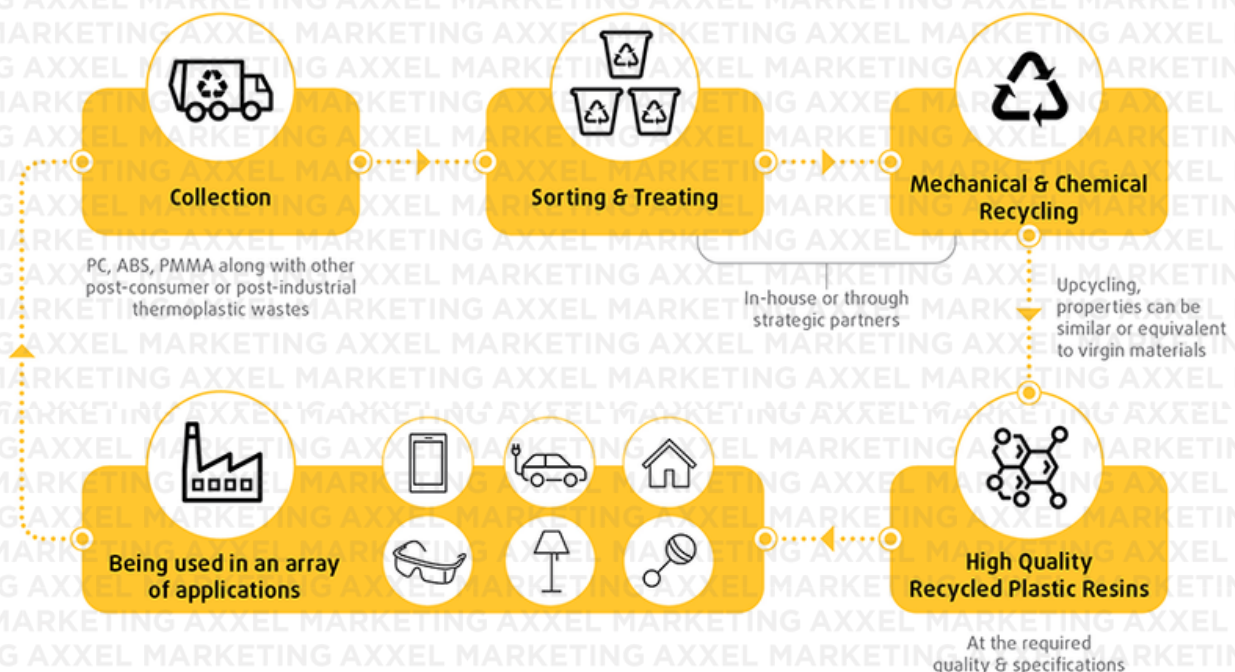 Collection
PC, ABS, PMMA along with other
post-consumer or post-industrial
thermoplastic wastes
Sorting & Treating
Mechanical & Chemical
Recycling
In-house or through
strategic partners
Upcycling,
properties can be
similar or equivalent
to virgin materials
High Quality
Recycled Plastic Resins
At the required
quality & specifications
Being used in an array
of applications
AXXEL MARKETING